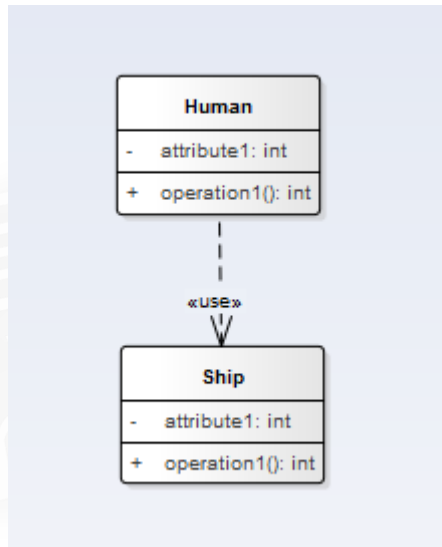 Human
- attribute1: int
+ operation1(): int
«use»
Ship
- attribute1: int
+ operation1(): int